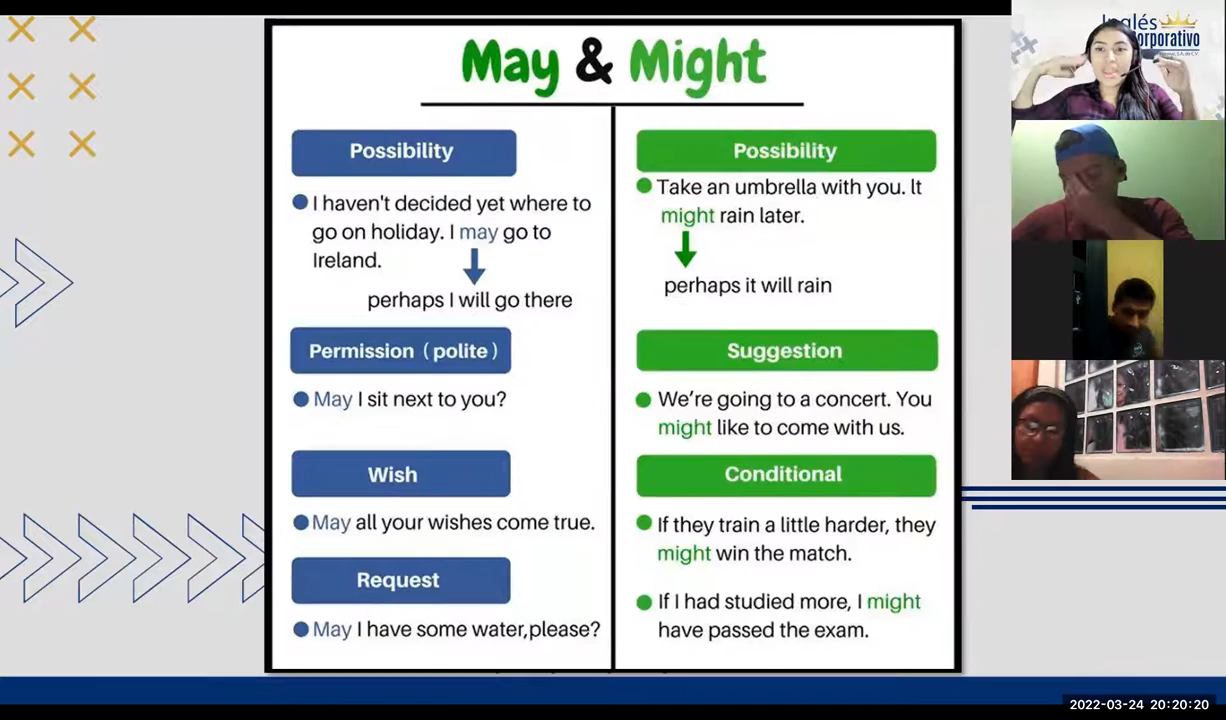 May & Might
Possibility
I haven't decided yet where to
go on holiday. I may go to
Ireland.
perhaps I will go there
Permission (polite)
May I sit next to you?
Wish
May all your wishes come true.
Request
May I have some water,please?
Possibility
Take an umbrella with you. It
might rain later.
perhaps it will rain
Suggestion
We're going to a concert. You
might like to come with us.
Conditional
If they train a little harder, they
might win the match.
If I had studied more, I might
have passed the exam.
Inglés
orporativo
2022-03-24 20:20:20